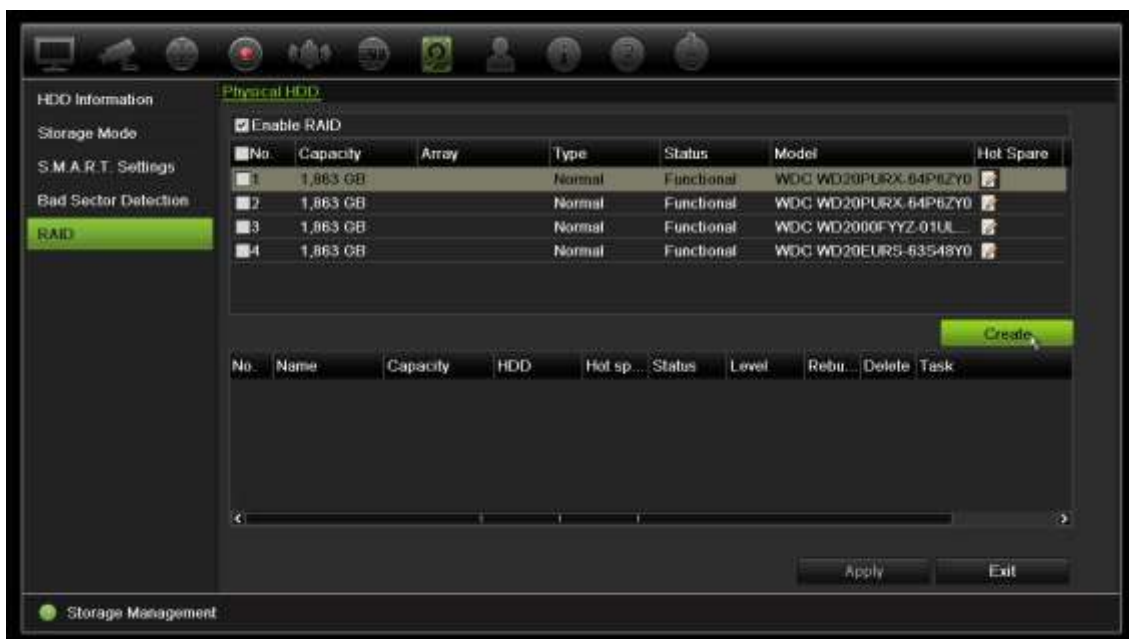 HDD Information
Storage Mode
S.M.A.R.T. Settings
Bad Sector Detection
RAID
Physical HDD
Enable RAID
No. Capacity Array Type Status Model Hot Spare
1 1,863 GB Normal Functional WDC WD20PURX-64P6ZY0
2 1,863 GB Normal Functional WDC WD20PURX-64P6ZY0
3 1,863 GB Normal Functional WDC WD2000FYYZ-01UL...
4 1,863 GB Normal Functional WDC WD20EURS-63S48Y0
Create
No. Name Capacity HDD Hot sp... Status Level Rebu... Delete Task
Apply Exit
Storage Management